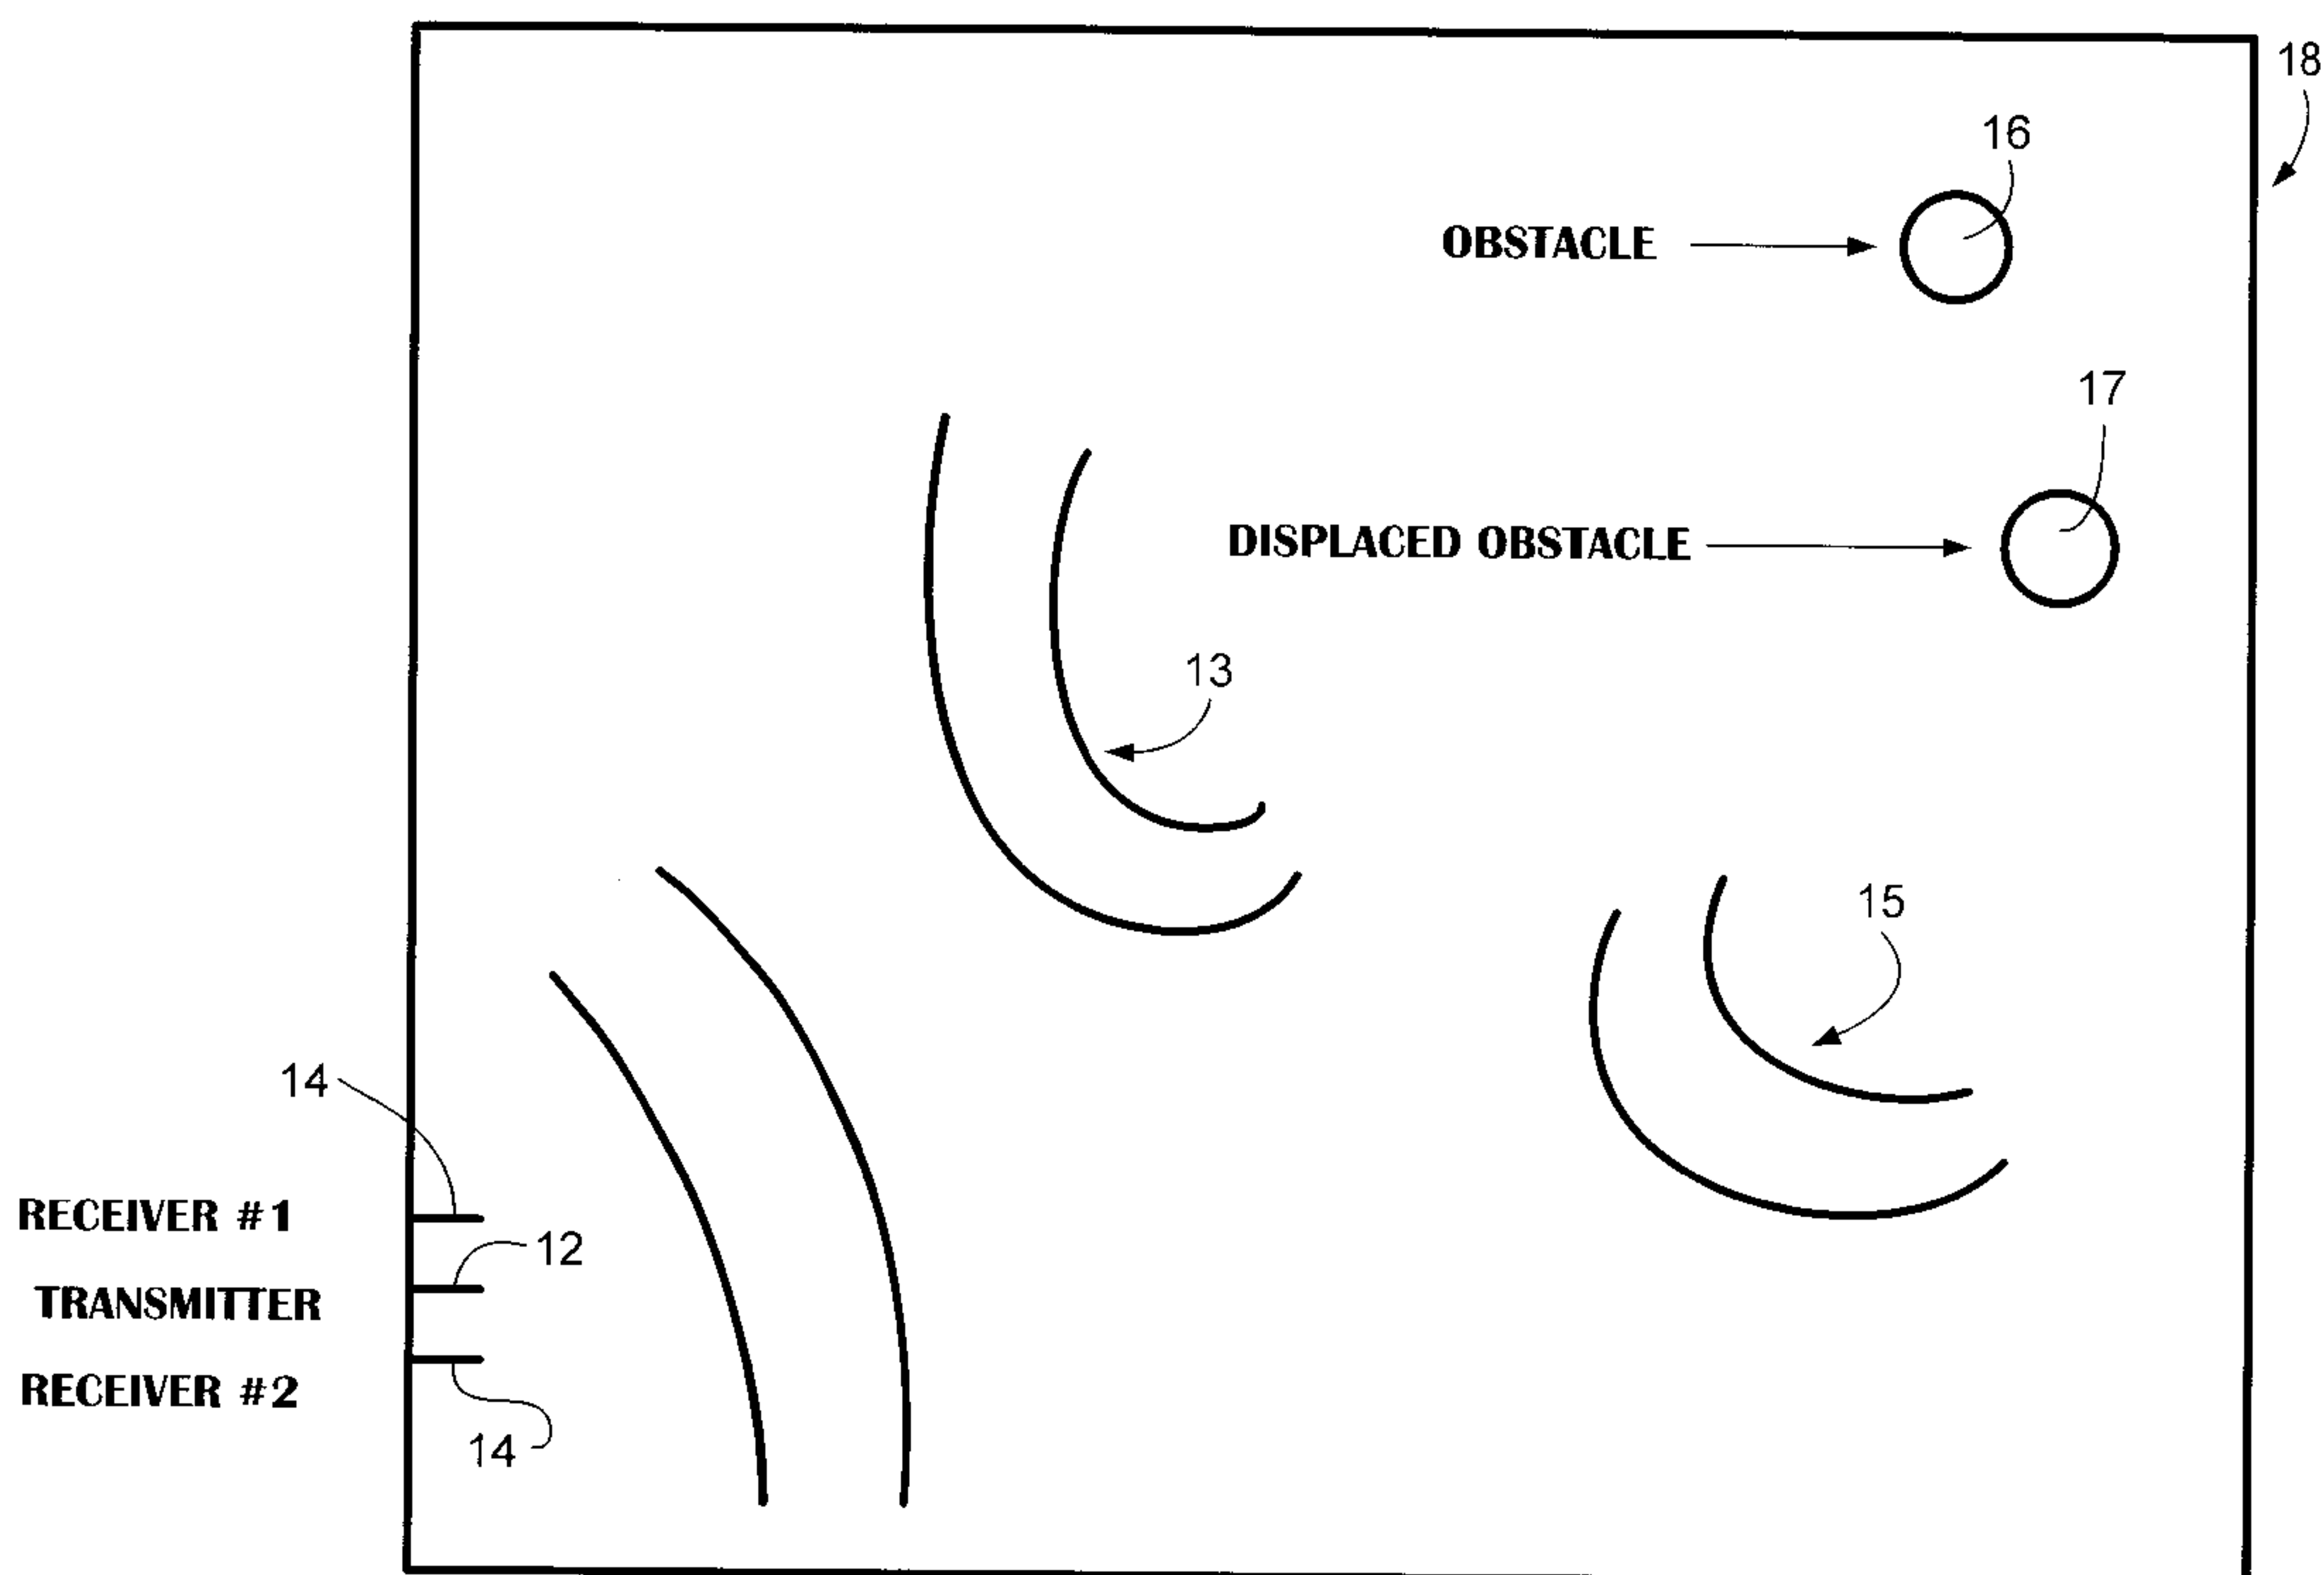 18
16
OBSTACLE
17
DISPLACED OBSTACLE
13
15
14
RECEIVER #1
12
TRANSMITTER
RECEIVER #2
14